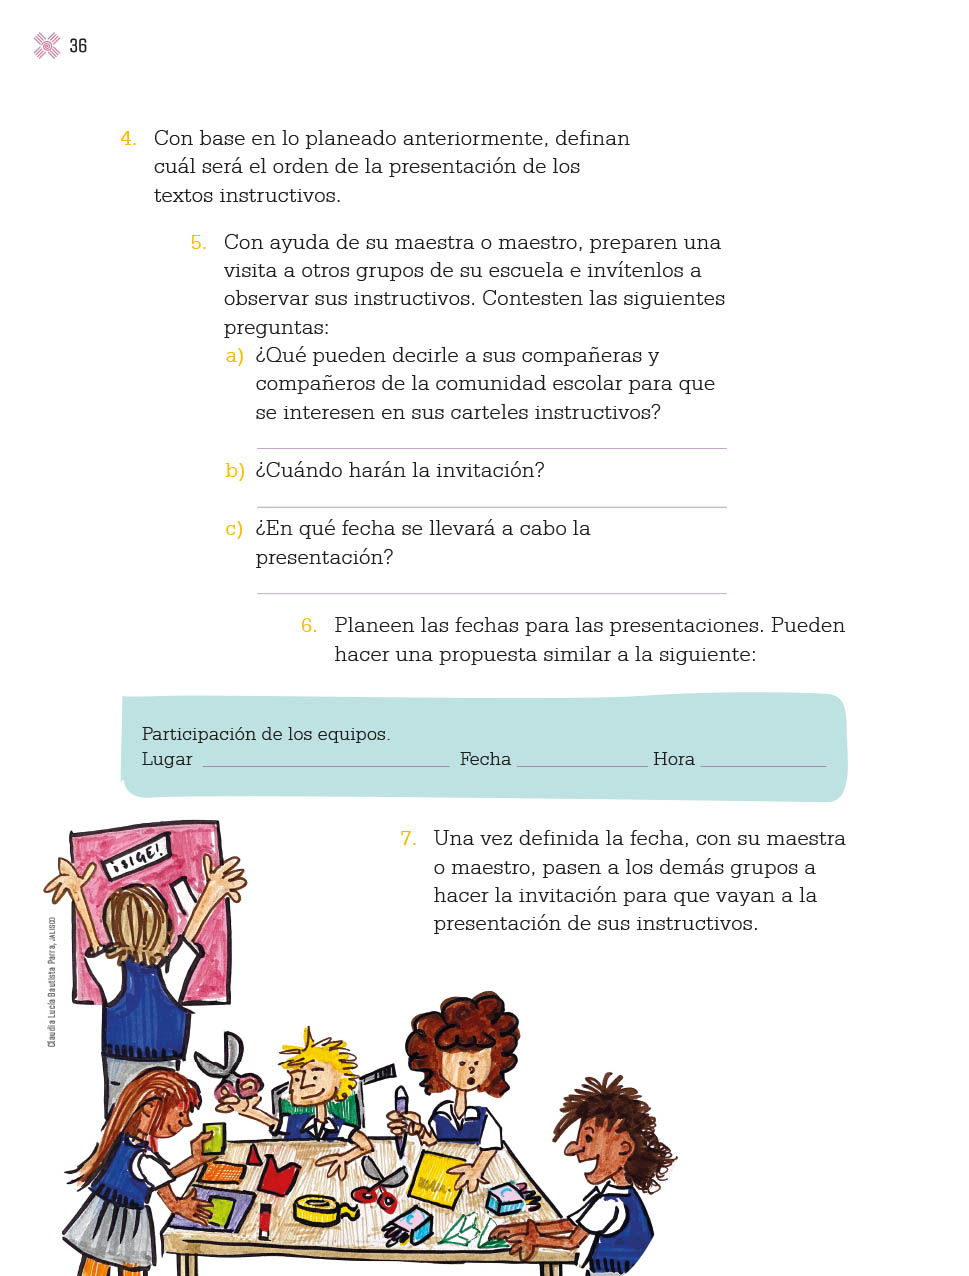 36
4. Con base en lo planeado anteriormente, definan
cuál será el orden de la presentación de los
textos instructivos.
5. Con ayuda de su maestra o maestro, preparen una
visita a otros grupos de su escuela e invítenlos a
observar sus instructivos. Contesten las siguientes
preguntas:
a) ¿Qué pueden decirle a sus compañeras y
compañeros de la comunidad escolar para que
se interesen en sus carteles instructivos?
b) ¿Cuándo harán la invitación?
c) ¿En qué fecha se llevará a cabo la
presentación?
6. Planeen las fechas para las presentaciones. Pueden
hacer una propuesta similar a la siguiente:
Participación de los equipos.
Lugar Fecha Hora
7. Una vez definida la fecha, con su maestra
o maestro, pasen a los demás grupos a
hacer la invitación para que vayan a la
presentación de sus instructivos.
¡SIGE!
Claudia Lucía Bautista Parra, JALISCO